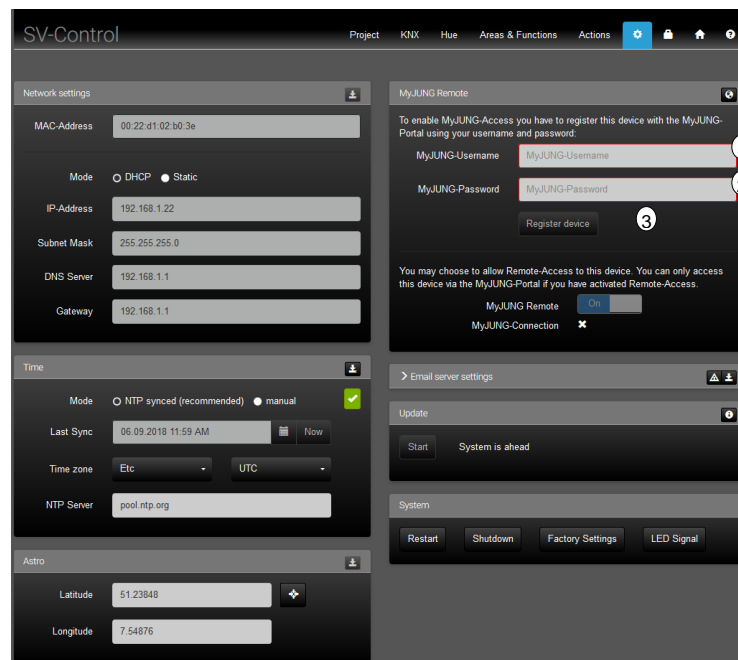 SV-Control
Project KNX Hue Areas & Functions Actions
Network settings
MAC-Address 00:22:d1:02:b0:3e
Mode DHCP Static
IP-Address 192.168.1.22
Subnet Mask 255.255.255.0
DNS Server 192.168.1.1
Gateway 192.168.1.1
Time
Mode NTP synced (recommended) manual
Last Sync 06.09.2018 11:59 AM Now
Time zone Etc UTC
NTP Server pool.ntp.org
Astro
Latitude 51.23848
Longitude 7.54876
MyJUNG Remote
To enable MyJUNG-Access you have to register this device with the MyJUNG-
Portal using your username and password:
MyJUNG-Username MyJUNG-Username
MyJUNG-Password MyJUNG-Password
Register device 3
You may choose to allow Remote-Access to this device. You can only access
this device via the MyJUNG-Portal if you have activated Remote-Access.
MyJUNG Remote On
MyJUNG-Connection
Email server settings
Update
Start System is ahead
System
Restart Shutdown Factory Settings LED Signal